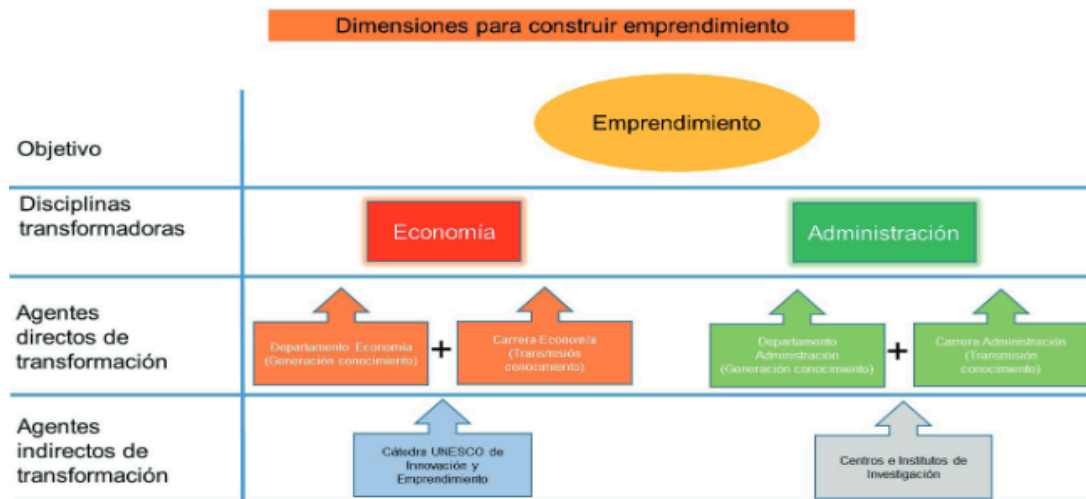 Dimensiones para construir emprendimiento
Objetivo
Emprendimiento
Disciplinas
transformadoras
Economía
Administración
Agentes
directos de
transformación
Departamento Economía
(Generación conocimiento)
+
Carrera Economía
(Transmisión
conocimiento)
Departamento
Administración
(Generación conocimiento)
+
Carrera Administración
(Transmisión
conocimiento)
Agentes
indirectos de
transformación
Cátedra UNESCO de
Innovación y
Emprendimiento
Centros e Institutos de
Investigación